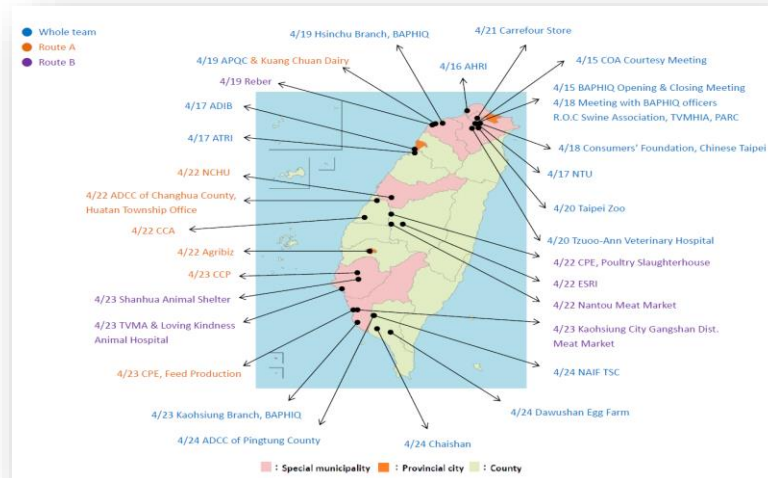 Whole team
Route A
Route B
4/19 Hsinchu Branch, BAPHIQ
4/21 Carrefour Store
4/19 APQC & Kuang Chuan Dairy
4/16 AHRI
4/15 COA Courtesy Meeting
4/19 Reber
4/15 BAPHIQ Opening & Closing Meeting
4/18 Meeting with BAPHIQ officers
R.O.C Swine Association, TVMHIA, PARC
4/17 ADIB
4/17 ATRI
4/18 Consumers' Foundation, Chinese Taipei
4/17 NTU
4/22 NCHU
4/22 ADCC of Changhua County,
Huatan Township Office
4/20 Taipei Zoo
4/22 CCA
4/20 Tzuoo-Ann Veterinary Hospital
4/22 Agribiz
4/22 CPE, Poultry Slaughterhouse
4/23 CCP
4/22 ESRI
4/23 Shanhua Animal Shelter
4/22 Nantou Meat Market
4/23 TVMA & Loving Kindness
Animal Hospital
4/23 Kaohsiung City Gangshan Dist.
Meat Market
4/23 CPE, Feed Production
4/24 NAIF TSC
4/23 Kaohsiung Branch, BAPHIQ
4/24 Dawushan Egg Farm
4/24 ADCC of Pingtung County
4/24 Chaishan
: Special municipality : Provincial city : County